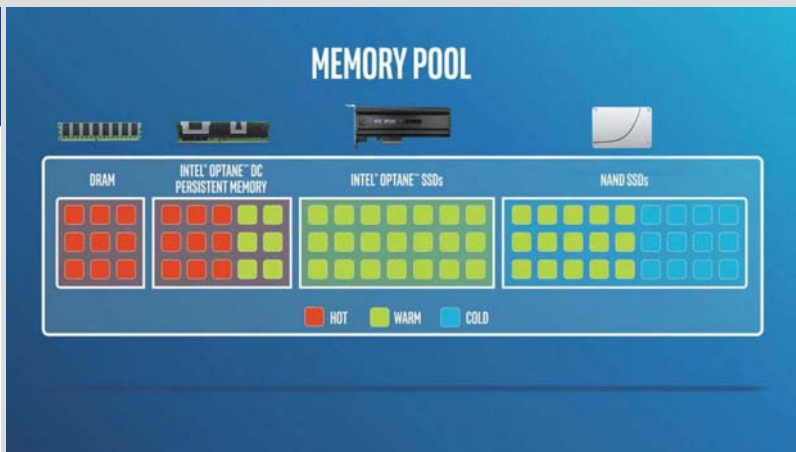 MEMORY POOL
DRAM
INTEL® OPTANE™ DC
PERSISTENT MEMORY
INTEL® OPTANE™ SSDs
NAND SSDs
HOT
WARM
COLD